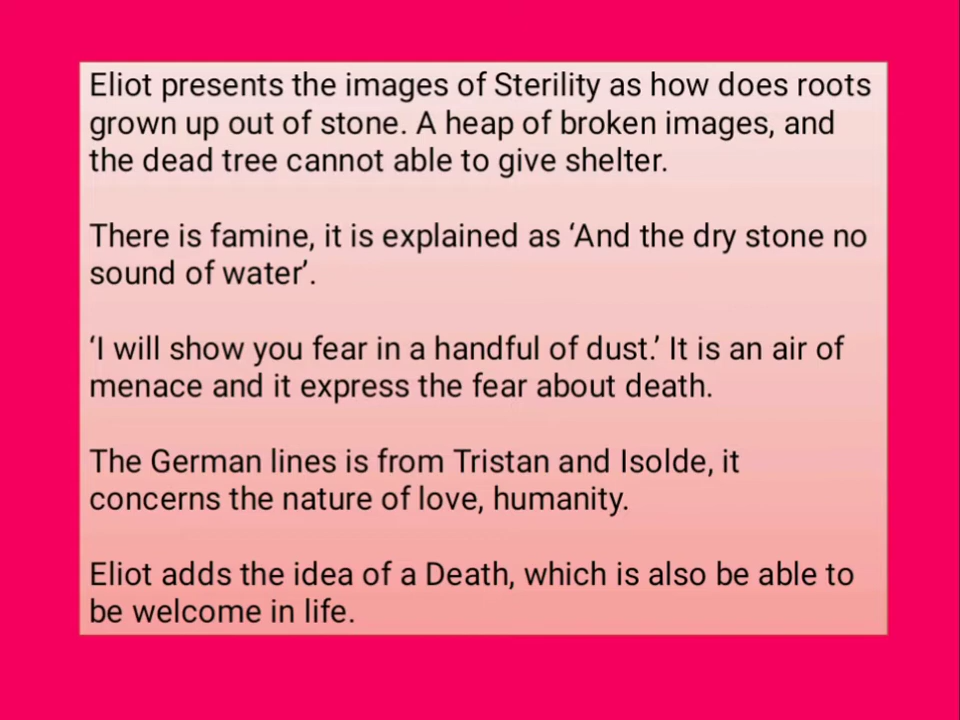 Eliot presents the images of Sterility as how does roots
grown up out of stone. A heap of broken images, and
the dead tree cannot able to give shelter.
There is famine, it is explained as ‘And the dry stone no
sound of water’.
‘I will show you fear in a handful of dust.’ It is an air of
menace and it express the fear about death.
The German lines is from Tristan and Isolde, it
concerns the nature of love, humanity.
Eliot adds the idea of a Death, which is also be able to
be welcome in life.